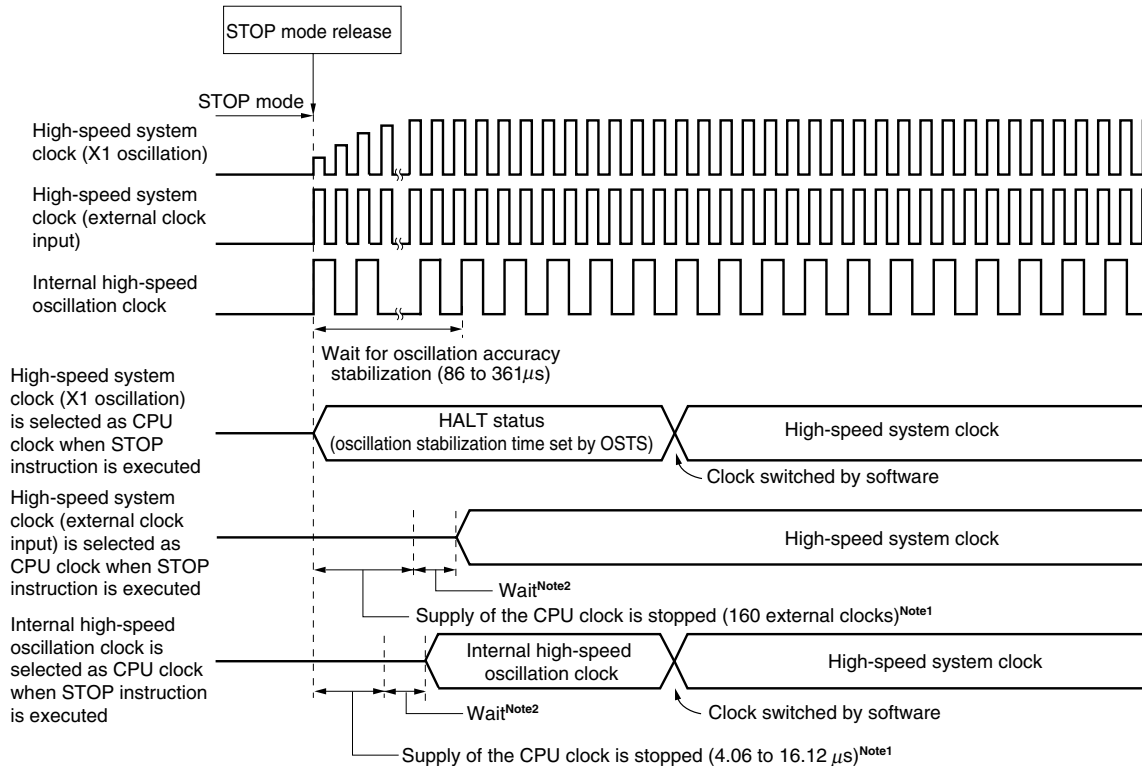 STOP mode release
STOP mode
High-speed system
clock (X1 oscillation)
High-speed system
clock (external clock
input)
Internal high-speed
oscillation clock
Wait for oscillation accuracy
stabilization (86 to 361μs)
High-speed system
clock (X1 oscillation)
is selected as CPU
clock when STOP
instruction is executed
HALT status
(oscillation stabilization time set by OSTS)
High-speed system clock
Clock switched by software
High-speed system
clock (external clock
input) is selected as
CPU clock when STOP
instruction is executed
High-speed system clock
Wait Note2
Supply of the CPU clock is stopped (160 external clocks) Note1
Internal high-speed
oscillation clock is
selected as CPU clock
when STOP instruction
is executed
Internal high-speed
oscillation clock
High-speed system clock
Wait Note2
Clock switched by software
Supply of the CPU clock is stopped (4.06 to 16.12 μs) Note1